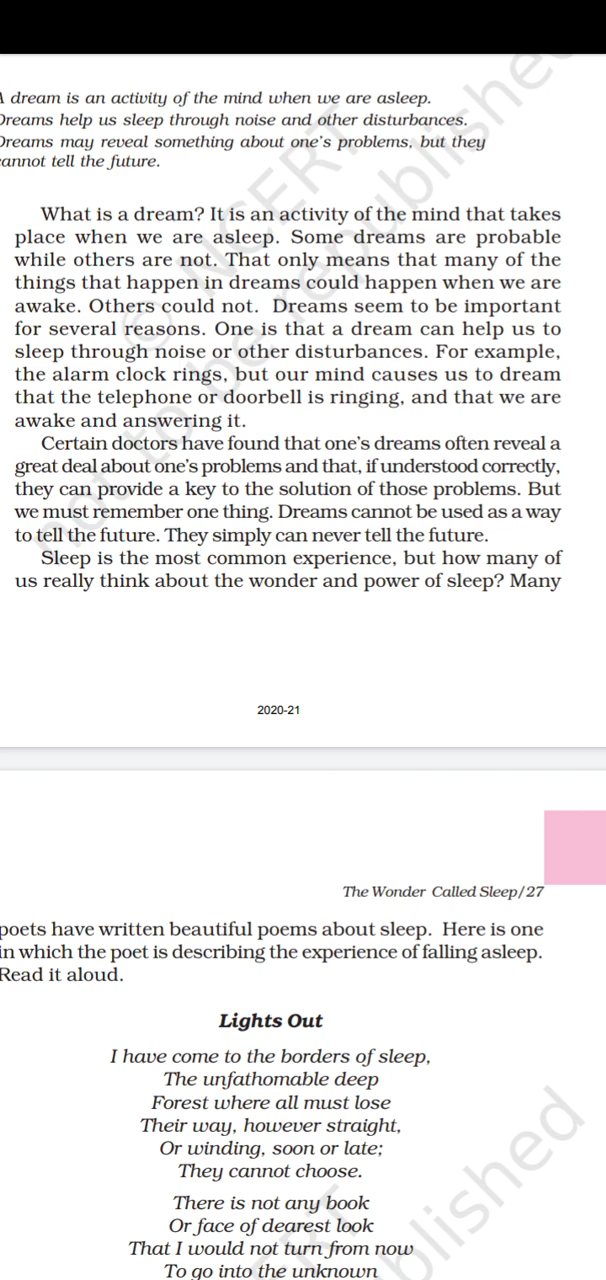 dream is an activity of the mind when we are asleep.
Dreams help us sleep through noise and other disturbances.
Dreams may reveal something about one's problems, but they
cannot tell the future.
What is a dream? It is an activity of the mind that takes
place when we are asleep. Some dreams are probable
while others are not. That only means that many of the
things that happen in dreams could happen when we are
awake. Others could not. Dreams seem to be important
for several reasons. One is that a dream can help us to
sleep through noise or other disturbances. For example,
the alarm clock rings, but our mind causes us to dream
that the telephone or doorbell is ringing, and that we are
awake and answering it.
Certain doctors have found that one's dreams often reveal a
great deal about one's problems and that, if understood correctly,
they can provide a key to the solution of those problems. But
we must remember one thing. Dreams cannot be used as a way
to tell the future. They simply can never tell the future.
Sleep is the most common experience, but how many of
us really think about the wonder and power of sleep? Many
© NCERT
not to be republished
2020-21
The Wonder Called Sleep/27
poets have written beautiful poems about sleep. Here is one
in which the poet is describing the experience of falling asleep.
Read it aloud.
Lights Out
I have come to the borders of sleep,
The unfathomable deep
Forest where all must lose
Their way, however straight,
Or winding, soon or late;
They cannot choose.
There is not any book
Or face of dearest look
That I would not turn from now
To go into the unknown